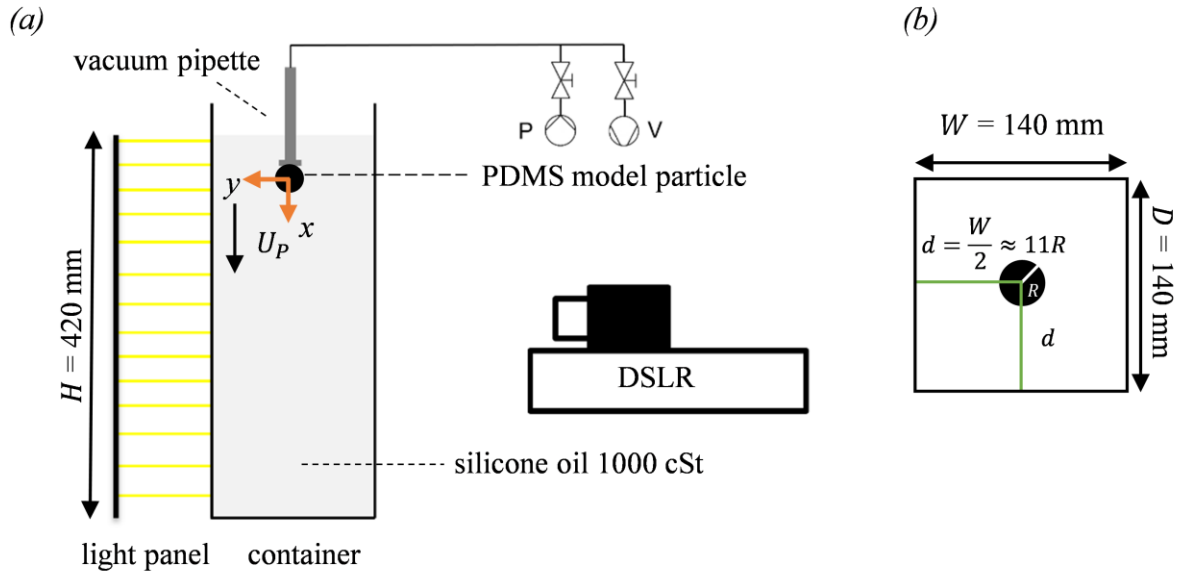 (a)
vacuum pipette
P
V
PDMS model particle
y
x
U_P
H = 420 mm
DSLR
silicone oil 1000 cSt
light panel
container
(b)
W = 140 mm
d = W/2 ≈ 11R
R
d
D = 140 mm